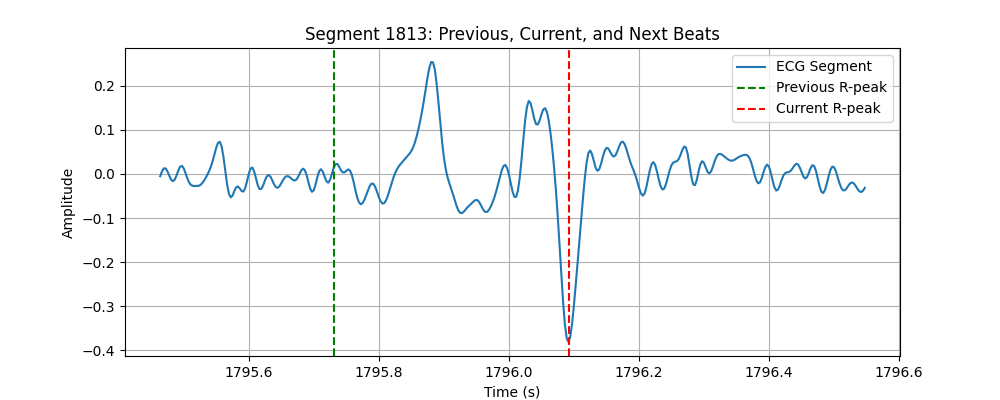 Segment 1813: Previous, Current, and Next Beats
ECG Segment
Previous R-peak
Current R-peak
Amplitude
0.2
0.1
0.0
−0.1
−0.2
−0.3
−0.4
1795.6 1795.8 1796.0 1796.2 1796.4 1796.6
Time (s)